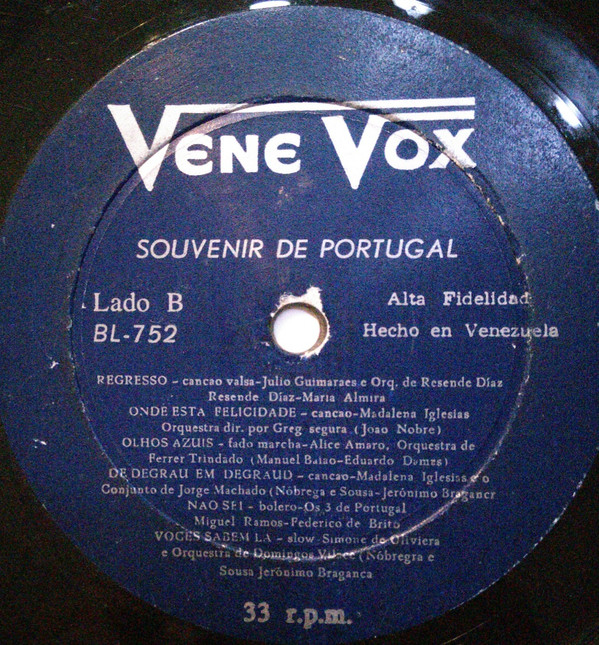 VENE VOX
SOUVENIR DE PORTUGAL
Lado B
BL-752
Alta Fidelidad
Hecho en Venezuela
REGRESSO - cancao valsa-Julio Guimaraes e Orq. de Resende Díaz
Resende Díaz-Maria Almira
ONDE ESTA FELICIDADE - cancao-Madalena Iglesias
Orquestra dir. por Greg segura (Joao Nobre)
OLHOS AZUIS - fado marcha-Alice Amaro, Orquestra de
Ferrer Trindado (Manuel Baiao-Eduardo Damas)
DE DEGRAU EM DEGRAUD - cancao-Madalena Iglesias e o
Conjunto de Jorge Machado (Nóbrega e Sousa-Jerónimo Bragancr
NAO SEI - bolero-Os 3 de Portugal
Miguel Ramos-Federico de Brito
VOCES SABEM LA - slow-Simone de Oliviera
e Orquestra de Domingos (Nóbregra e
Sousa Jerónimo Braganca
33 r.p.m.